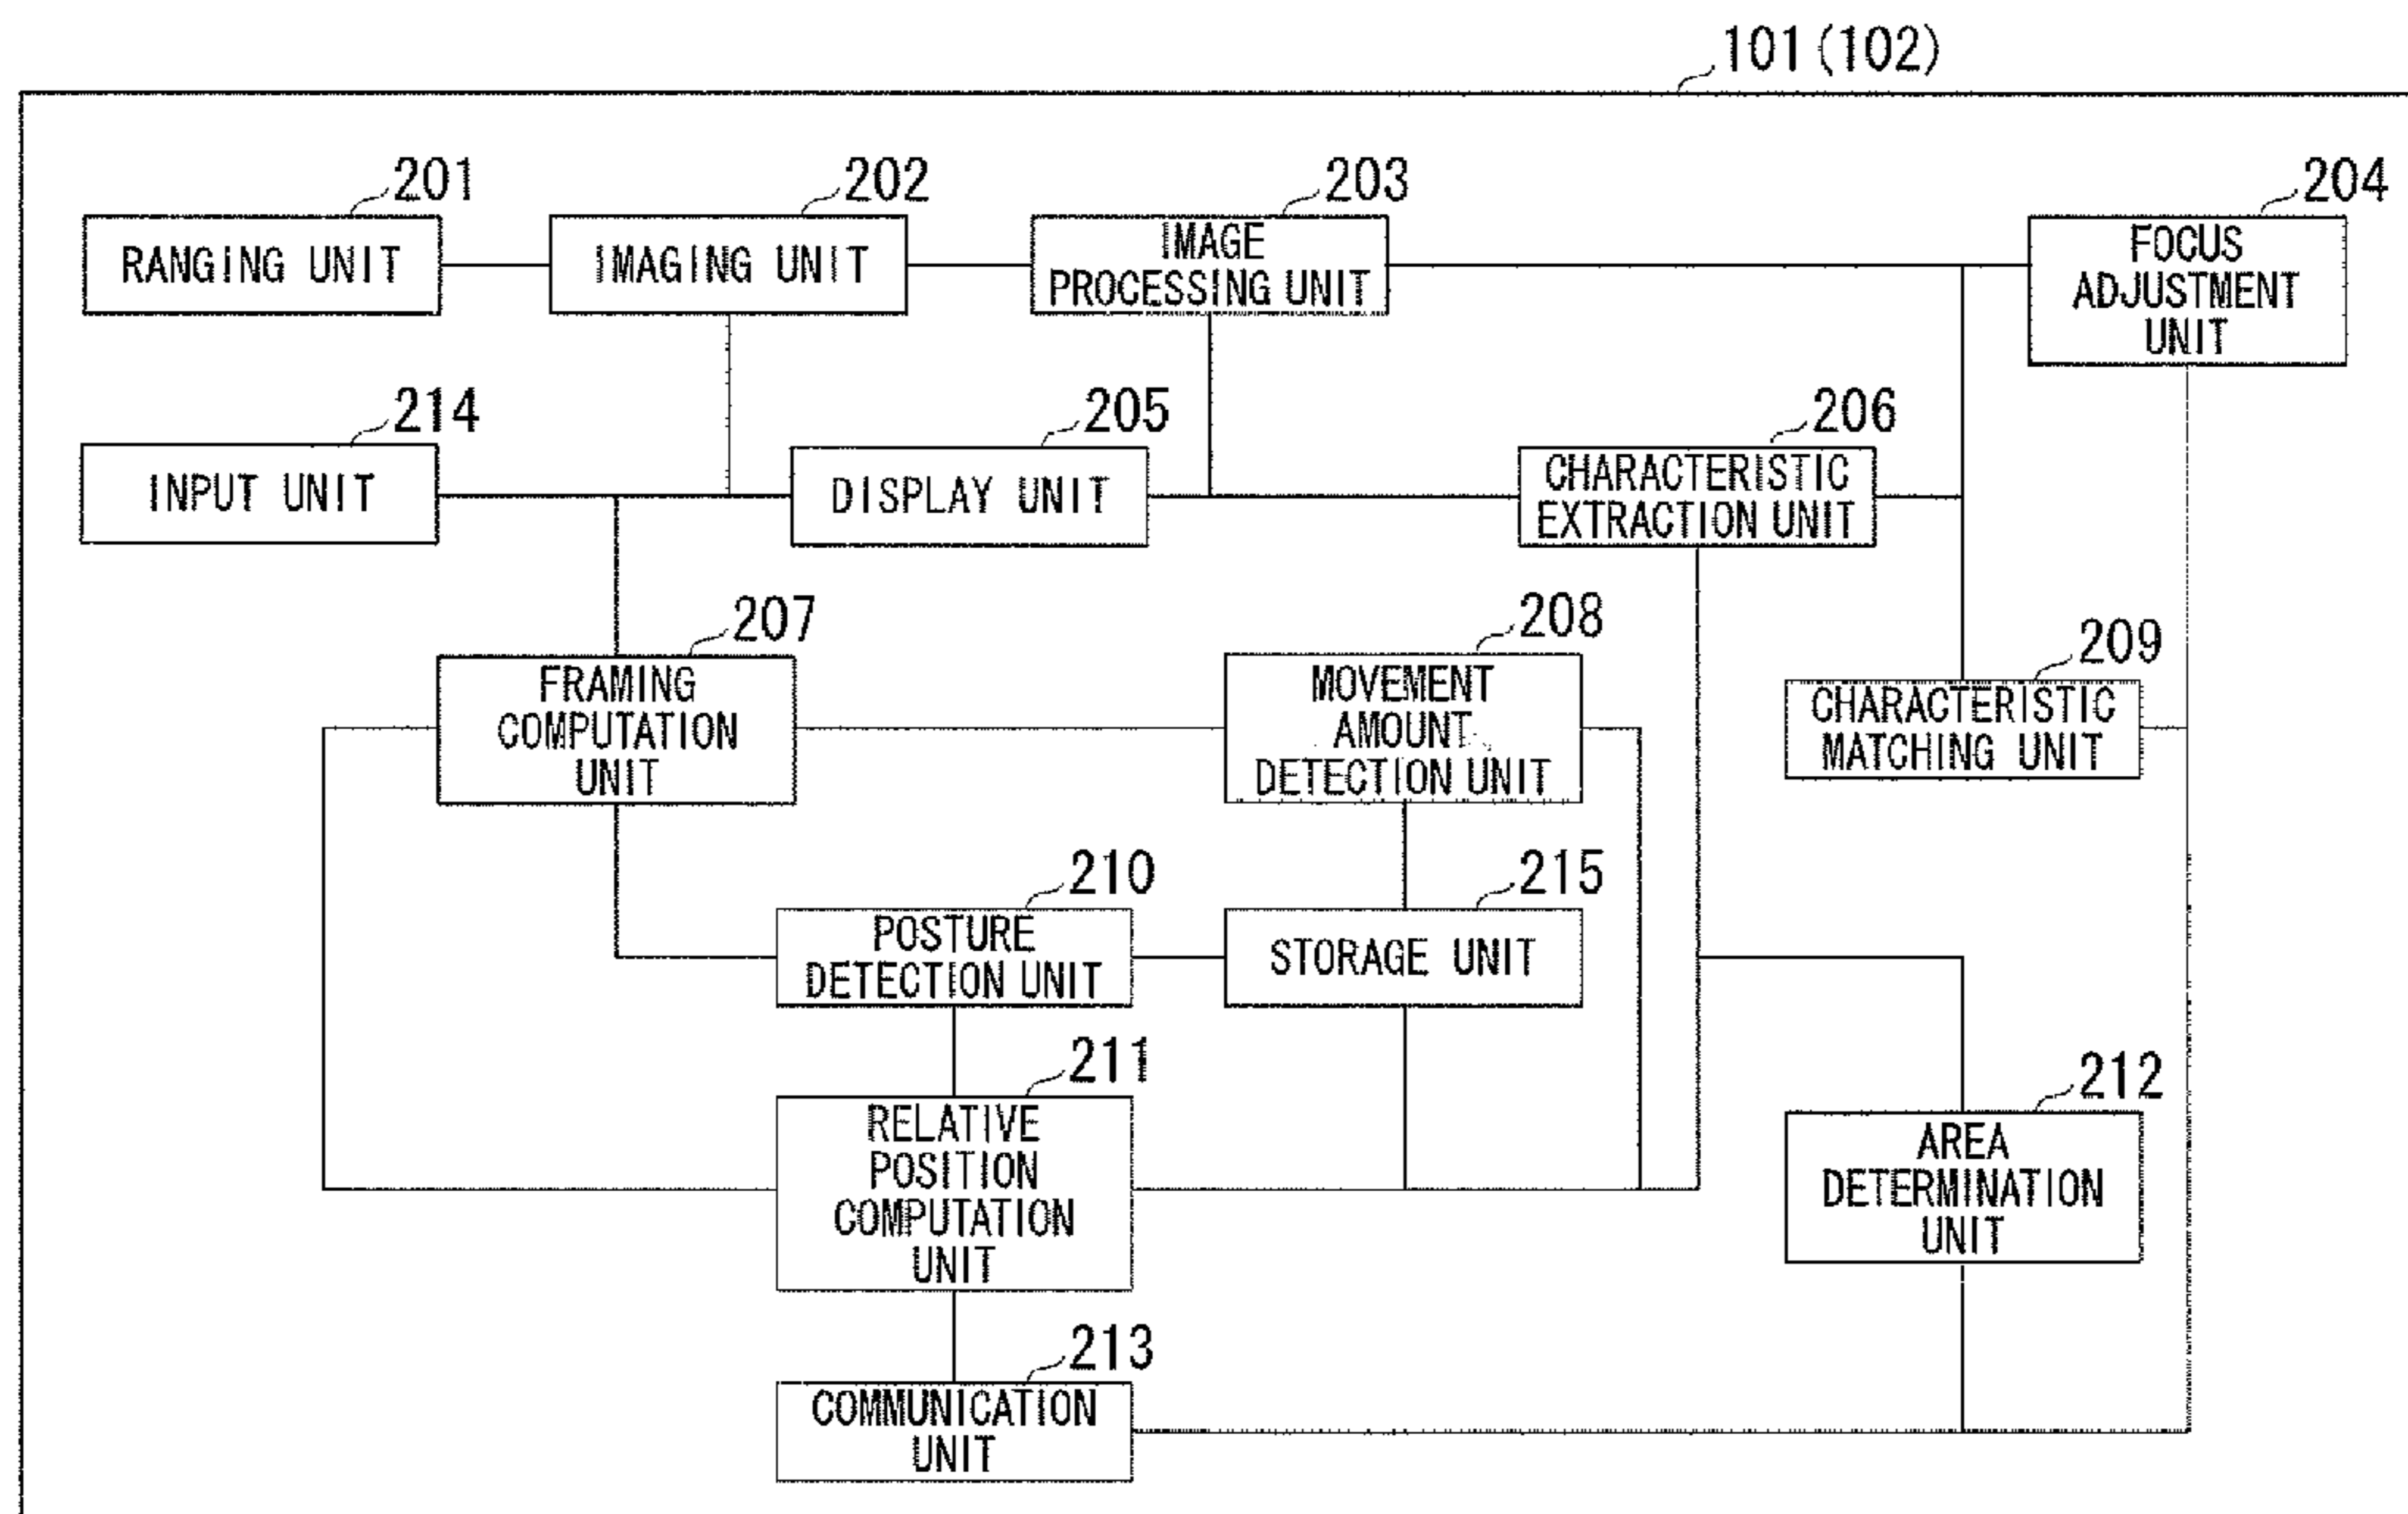 101(102)
201
202
203
204
RANGING UNIT
IMAGING UNIT
IMAGE
PROCESSING UNIT
FOCUS
ADJUSTMENT
UNIT
214
205
206
INPUT UNIT
DISPLAY UNIT
CHARACTERISTIC
EXTRACTION UNIT
207
208
209
FRAMING
COMPUTATION
UNIT
MOVEMENT
AMOUNT
DETECTION UNIT
CHARACTERISTIC
MATCHING UNIT
210
215
POSTURE
DETECTION UNIT
STORAGE UNIT
211
212
RELATIVE
POSITION
COMPUTATION
UNIT
AREA
DETERMINATION
UNIT
213
COMMUNICATION
UNIT